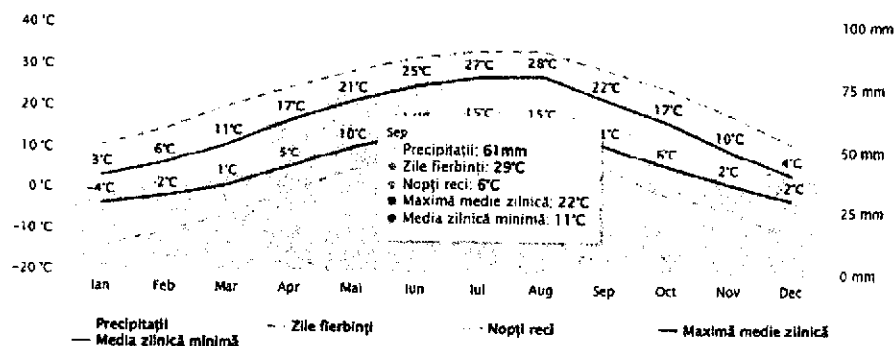 40 °C
30 °C
20 °C
10 °C
0 °C
-10 °C
-20 °C
100 mm
75 mm
50 mm
25 mm
0 mm
3°C 6°C 11°C 17°C 21°C 25°C 27°C 28°C 22°C 17°C 10°C 4°C
-4°C -2°C 1°C 5°C 10°C 15°C 15°C 6°C 2°C -2°C
Sep
Precipitații: 61mm
Zile fierbinți: 29°C
Nopți reci: 6°C
Maximă medie zilnică: 22°C
Media zilnică minimă: 11°C
Ian Feb Mar Apr Mai Iun Iul Aug Sep Oct Nov Dec
Precipitații Zile fierbinți Nopți reci Maximă medie zilnică
Media zilnică minimă